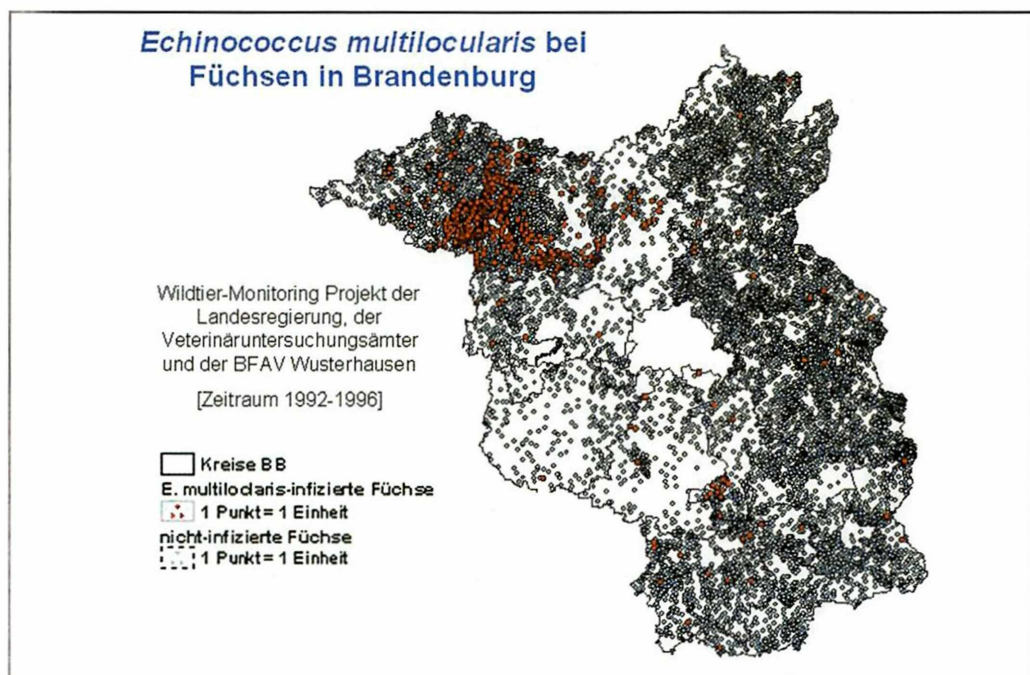 Echinococcus multilocularis bei
Füchsen in Brandenburg
Wildtier-Monitoring Projekt der
Landesregierung, der
Veterinäruntersuchungsämter
und der BFAV Wusterhausen
[Zeitraum 1992-1996]
Kreise BB
E. multiloclaris-infizierte Füchse
1 Punkt= 1 Einheit
nicht-infizierte Füchse
1 Punkt= 1 Einheit